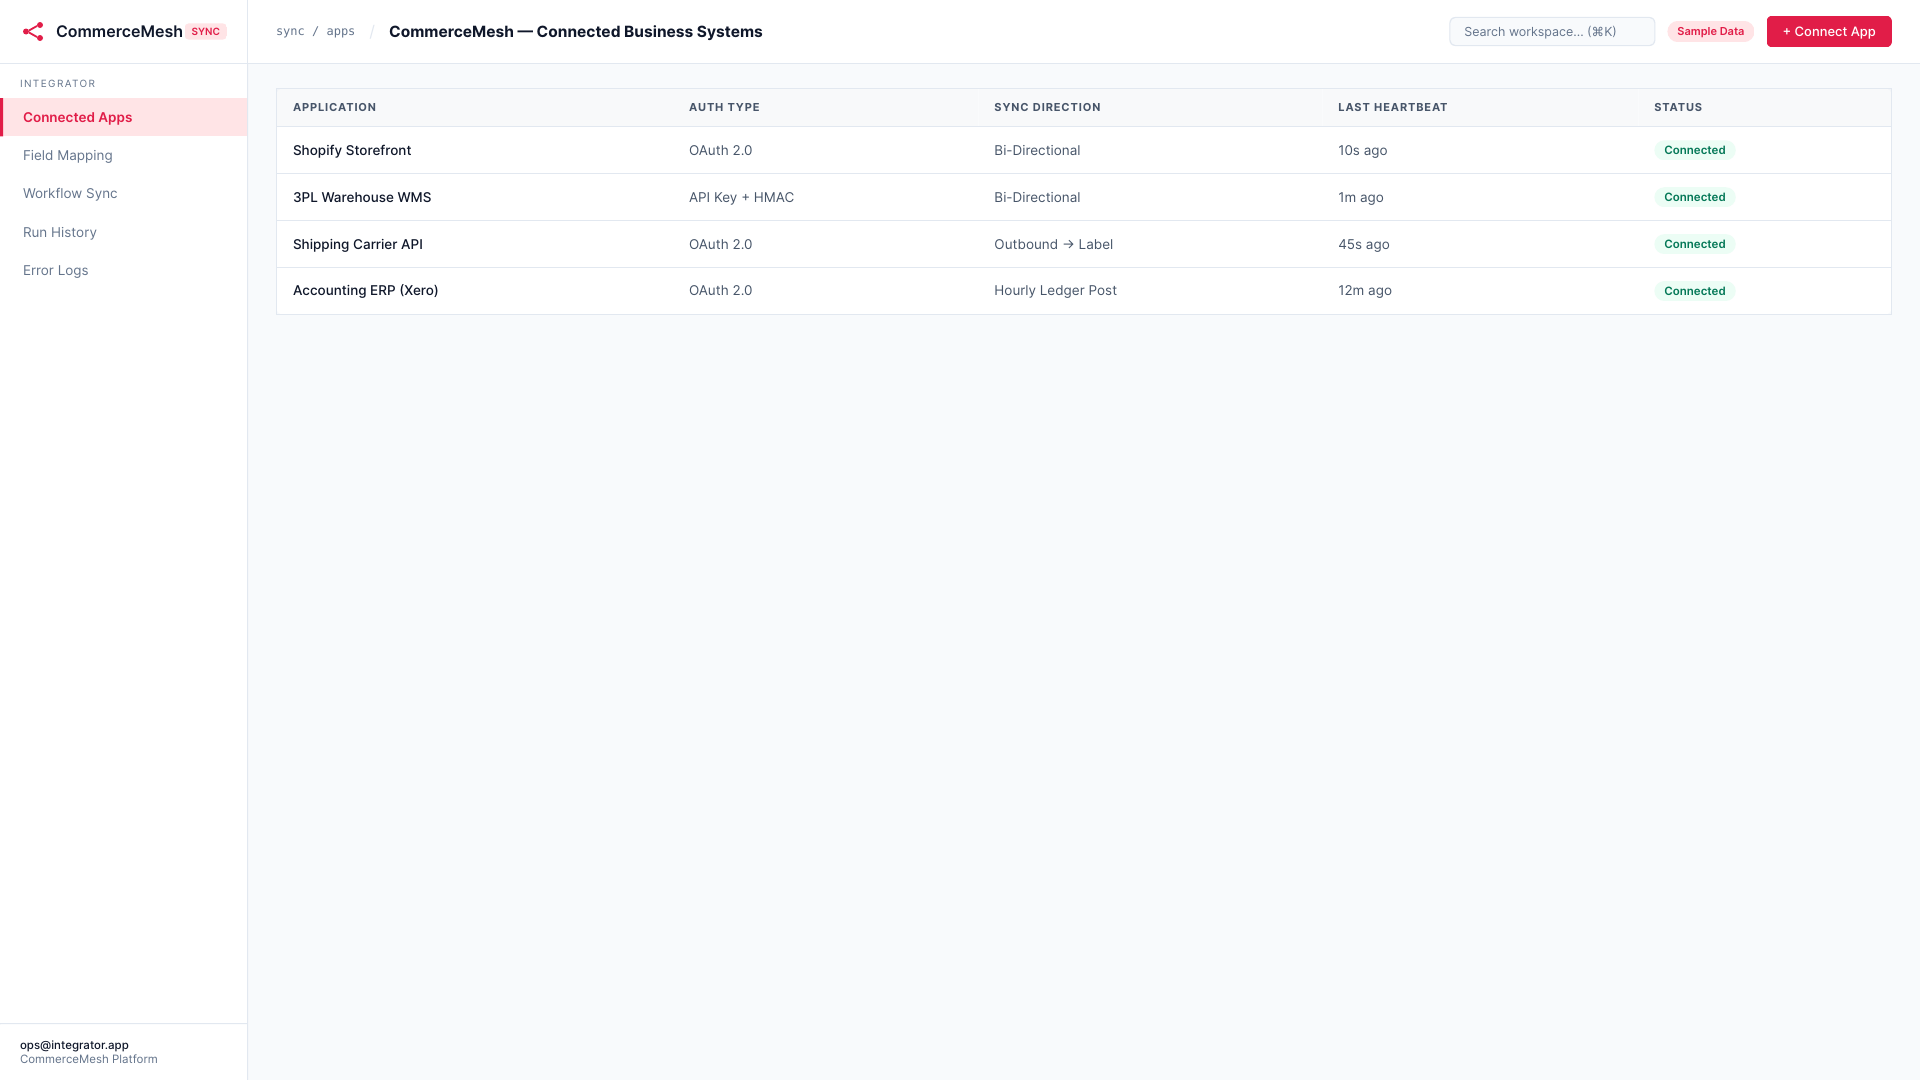 CommerceMesh SYNC
sync / apps / CommerceMesh — Connected Business Systems
Search workspace... (⌘K)
Sample Data
+ Connect App
INTEGRATOR
Connected Apps
Field Mapping
Workflow Sync
Run History
Error Logs
APPLICATION AUTH TYPE SYNC DIRECTION LAST HEARTBEAT STATUS
Shopify Storefront OAuth 2.0 Bi-Directional 10s ago Connected
3PL Warehouse WMS API Key + HMAC Bi-Directional 1m ago Connected
Shipping Carrier API OAuth 2.0 Outbound → Label 45s ago Connected
Accounting ERP (Xero) OAuth 2.0 Hourly Ledger Post 12m ago Connected
ops@integrator.app
CommerceMesh Platform